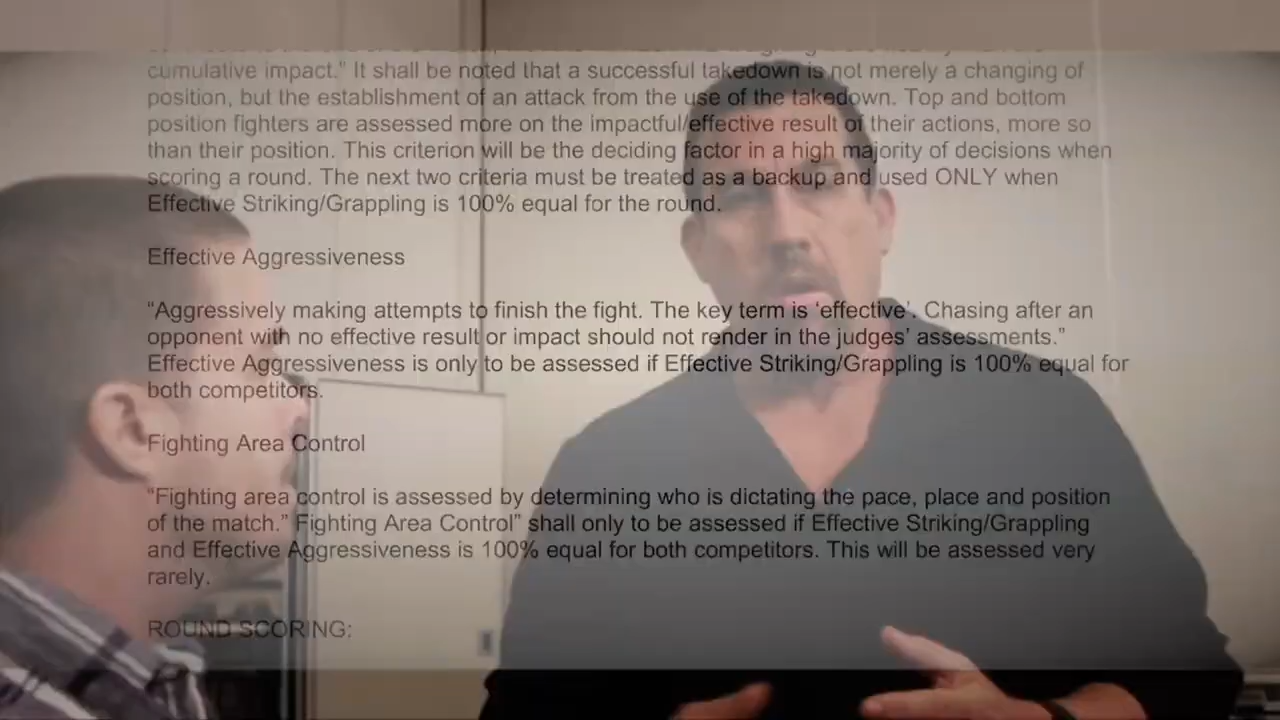 cumulative impact.” It shall be noted that a successful takedown is not merely a changing of
position, but the establishment of an attack from the use of the takedown. Top and bottom
position fighters are assessed more on the impactful/effective result of their actions, more so
than their position. This criterion will be the deciding factor in a high majority of decisions when
scoring a round. The next two criteria must be treated as a backup and used ONLY when
Effective Striking/Grappling is 100% equal for the round.
Effective Aggressiveness
“Aggressively making attempts to finish the fight. The key term is ‘effective’. Chasing after an
opponent with no effective result or impact should not render in the judges’ assessments.”
Effective Aggressiveness is only to be assessed if Effective Striking/Grappling is 100% equal for
both competitors.
Fighting Area Control
“Fighting area control is assessed by determining who is dictating the pace, place and position
of the match.” Fighting Area Control” shall only to be assessed if Effective Striking/Grappling
and Effective Aggressiveness is 100% equal for both competitors. This will be assessed very
rarely.
ROUND SCORING: